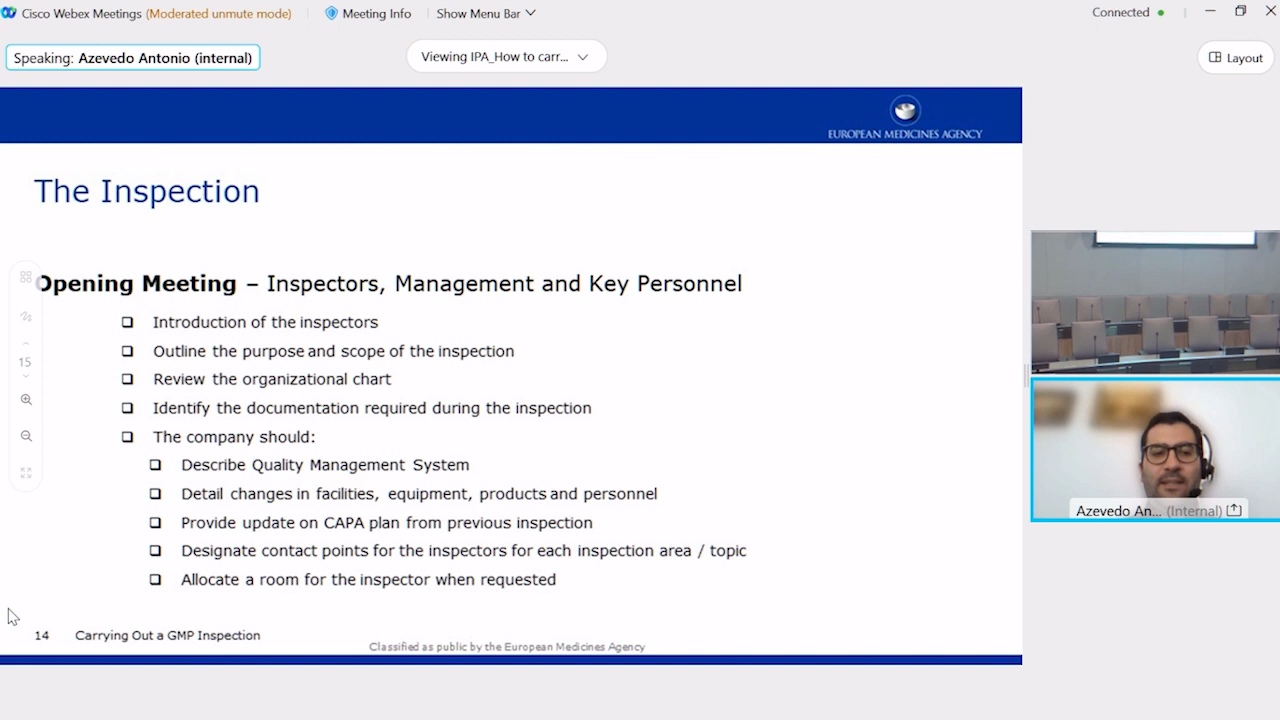 Cisco Webex Meetings (Moderated unmute mode) Meeting Info Show Menu Bar Connected
Speaking: Azevedo Antonio (internal) Viewing IPA_How to carr... Layout
EUROPEAN MEDICINES AGENCY
The Inspection
Opening Meeting – Inspectors, Management and Key Personnel
Introduction of the inspectors
Outline the purpose and scope of the inspection
15
Review the organizational chart
Identify the documentation required during the inspection
The company should:
Describe Quality Management System
Detail changes in facilities, equipment, products and personnel
Provide update on CAPA plan from previous inspection
Designate contact points for the inspectors for each inspection area / topic
Allocate a room for the inspector when requested
14 Carrying Out a GMP Inspection
Classified as public by the European Medicines Agency
Azevedo An... (Internal)